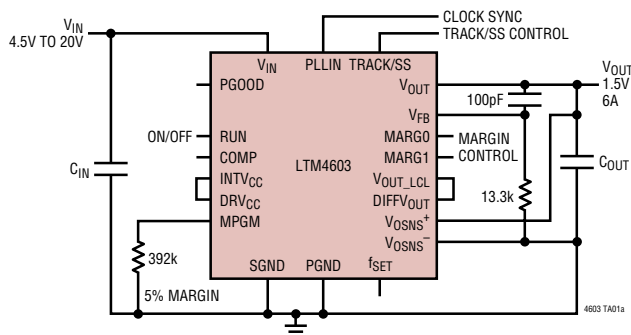 CLOCK SYNC
TRACK/SS CONTROL
VIN
4.5V TO 20V
VIN
PLLIN
TRACK/SS
PGOOD
VOUT
VOUT
1.5V
6A
100pF
VFB
ON/OFF
RUN
MARG0
MARGIN
CONTROL
COMP
LTM4603
MARG1
CIN
INTVCC
VOUT_LCL
COUT
DRVCC
DIFFVOUT
13.3k
MPGM
VOSNS+
VOSNS–
392k
SGND
PGND
fSET
5% MARGIN
4603 TA01a